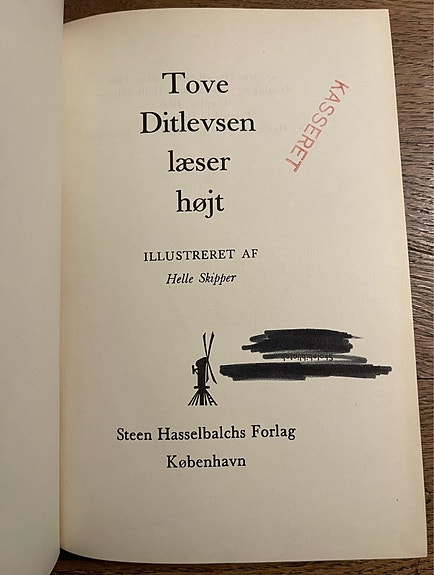 Tove
Ditlevsen
læser
højt
KASSERET
ILLUSTRERET AF
Helle Skipper
Steen Hasselbalchs Forlag
København